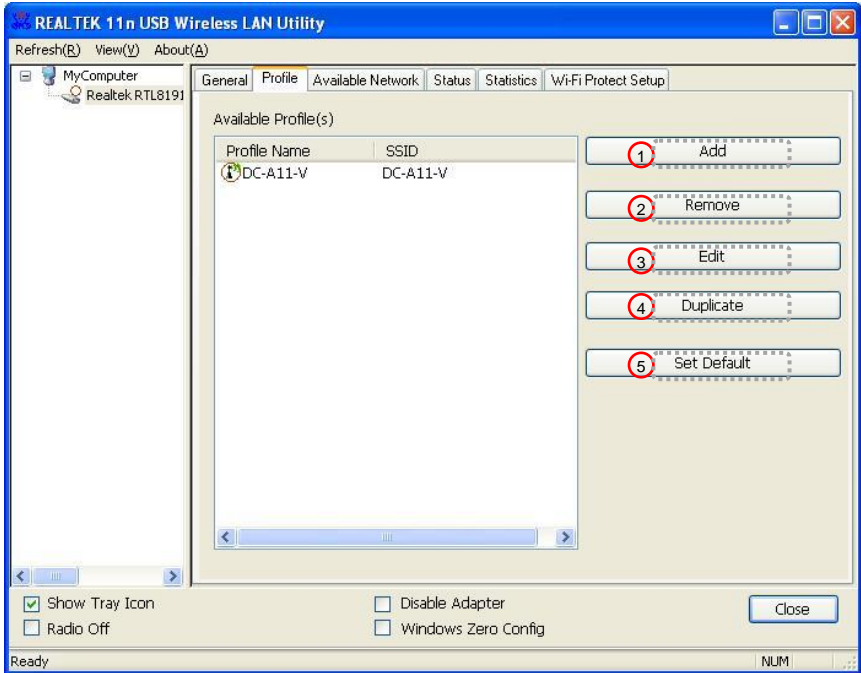 REALTEK 11n USB Wireless LAN Utility
Refresh(R) View(V) About(A)
MyComputer
Realtek RTL8191
General Profile Available Network Status Statistics Wi-Fi Protect Setup
Available Profile(s)
Profile Name SSID
DC-A11-V DC-A11-V
1 Add
2 Remove
3 Edit
4 Duplicate
5 Set Default
Show Tray Icon
Disable Adapter
Radio Off
Windows Zero Config
Close
Ready
NUM